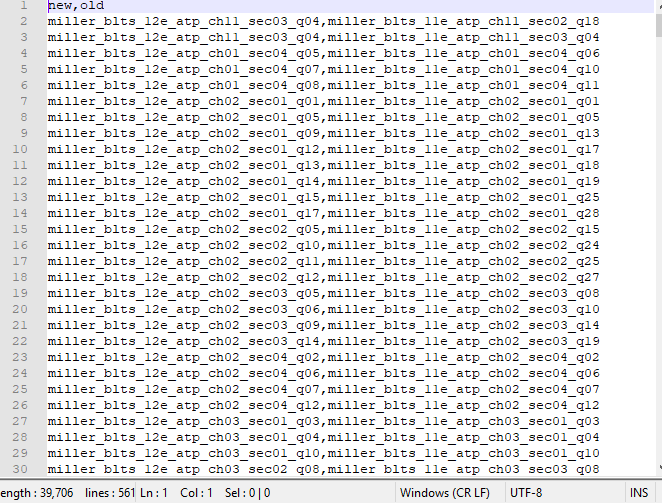 1 new,old
2 miller_blts_12e_atp_ch11_sec03_q04,miller_blts_11e_atp_ch11_sec02_q18
3 miller_blts_12e_atp_ch11_sec03_q04,miller_blts_11e_atp_ch11_sec03_q04
4 miller_blts_12e_atp_ch01_sec04_q05,miller_blts_11e_atp_ch01_sec04_q06
5 miller_blts_12e_atp_ch01_sec04_q07,miller_blts_11e_atp_ch01_sec04_q10
6 miller_blts_12e_atp_ch01_sec04_q08,miller_blts_11e_atp_ch01_sec04_q11
7 miller_blts_12e_atp_ch02_sec01_q01,miller_blts_11e_atp_ch02_sec01_q01
8 miller_blts_12e_atp_ch02_sec01_q05,miller_blts_11e_atp_ch02_sec01_q05
9 miller_blts_12e_atp_ch02_sec01_q09,miller_blts_11e_atp_ch02_sec01_q13
10 miller_blts_12e_atp_ch02_sec01_q12,miller_blts_11e_atp_ch02_sec01_q17
11 miller_blts_12e_atp_ch02_sec01_q13,miller_blts_11e_atp_ch02_sec01_q18
12 miller_blts_12e_atp_ch02_sec01_q14,miller_blts_11e_atp_ch02_sec01_q19
13 miller_blts_12e_atp_ch02_sec01_q15,miller_blts_11e_atp_ch02_sec01_q25
14 miller_blts_12e_atp_ch02_sec01_q17,miller_blts_11e_atp_ch02_sec01_q28
15 miller_blts_12e_atp_ch02_sec02_q05,miller_blts_11e_atp_ch02_sec02_q15
16 miller_blts_12e_atp_ch02_sec02_q10,miller_blts_11e_atp_ch02_sec02_q24
17 miller_blts_12e_atp_ch02_sec02_q11,miller_blts_11e_atp_ch02_sec02_q25
18 miller_blts_12e_atp_ch02_sec02_q12,miller_blts_11e_atp_ch02_sec02_q27
19 miller_blts_12e_atp_ch02_sec03_q05,miller_blts_11e_atp_ch02_sec03_q08
20 miller_blts_12e_atp_ch02_sec03_q06,miller_blts_11e_atp_ch02_sec03_q10
21 miller_blts_12e_atp_ch02_sec03_q09,miller_blts_11e_atp_ch02_sec03_q14
22 miller_blts_12e_atp_ch02_sec03_q14,miller_blts_11e_atp_ch02_sec03_q19
23 miller_blts_12e_atp_ch02_sec04_q02,miller_blts_11e_atp_ch02_sec04_q02
24 miller_blts_12e_atp_ch02_sec04_q06,miller_blts_11e_atp_ch02_sec04_q06
25 miller_blts_12e_atp_ch02_sec04_q07,miller_blts_11e_atp_ch02_sec04_q07
26 miller_blts_12e_atp_ch02_sec04_q12,miller_blts_11e_atp_ch02_sec04_q12
27 miller_blts_12e_atp_ch03_sec01_q03,miller_blts_11e_atp_ch03_sec01_q03
28 miller_blts_12e_atp_ch03_sec01_q04,miller_blts_11e_atp_ch03_sec01_q04
29 miller_blts_12e_atp_ch03_sec01_q10,miller_blts_11e_atp_ch03_sec01_q10
30 miller_blts_12e_atp_ch03_sec02_q08,miller_blts_11e_atp_ch03_sec03_q08
ength : 39,706 lines : 561 Ln : 1 Col : 1 Sel : 0 | 0 Windows (CR LF) UTF-8 INS